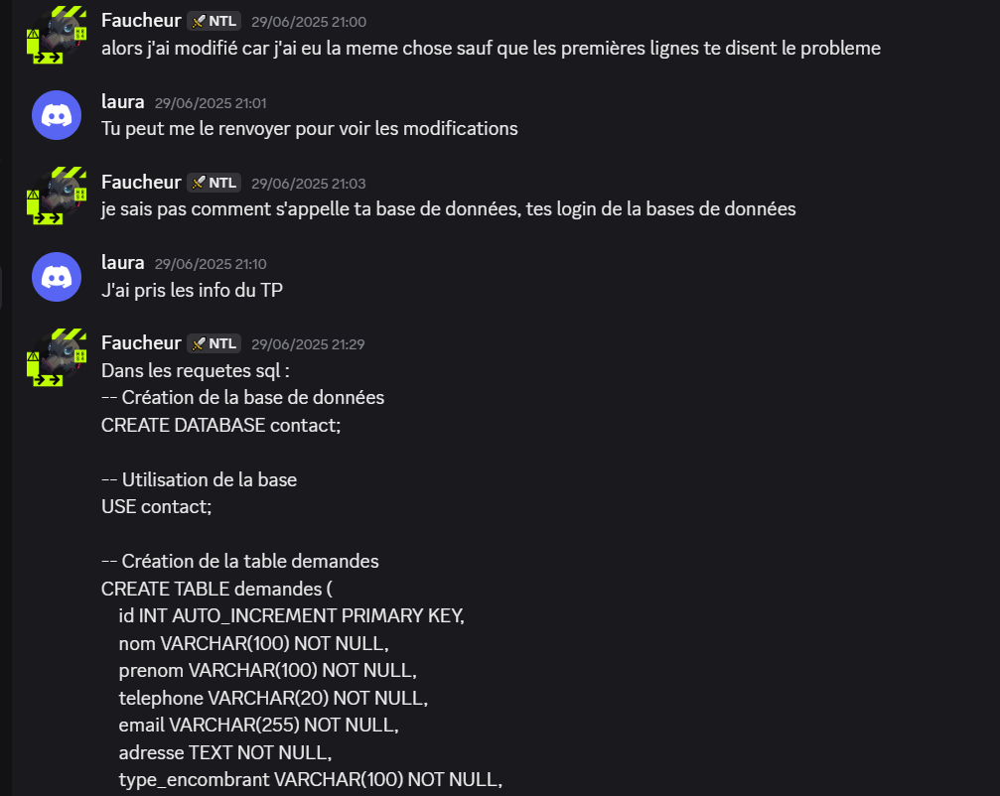 Faucheur NTL 29/06/2025 21:00
alors j'ai modifié car j'ai eu la meme chose sauf que les premières lignes te disent le probleme
laura 29/06/2025 21:01
Tu peut me le renvoyer pour voir les modifications
Faucheur NTL 29/06/2025 21:03
je sais pas comment s'appelle ta base de données, tes login de la bases de données
laura 29/06/2025 21:10
J'ai pris les info du TP
Faucheur NTL 29/06/2025 21:29
Dans les requetes sql :
-- Création de la base de données
CREATE DATABASE contact;
-- Utilisation de la base
USE contact;
-- Création de la table demandes
CREATE TABLE demandes (
id INT AUTO_INCREMENT PRIMARY KEY,
nom VARCHAR(100) NOT NULL,
prenom VARCHAR(100) NOT NULL,
telephone VARCHAR(20) NOT NULL,
email VARCHAR(255) NOT NULL,
adresse TEXT NOT NULL,
type_encombrant VARCHAR(100) NOT NULL,